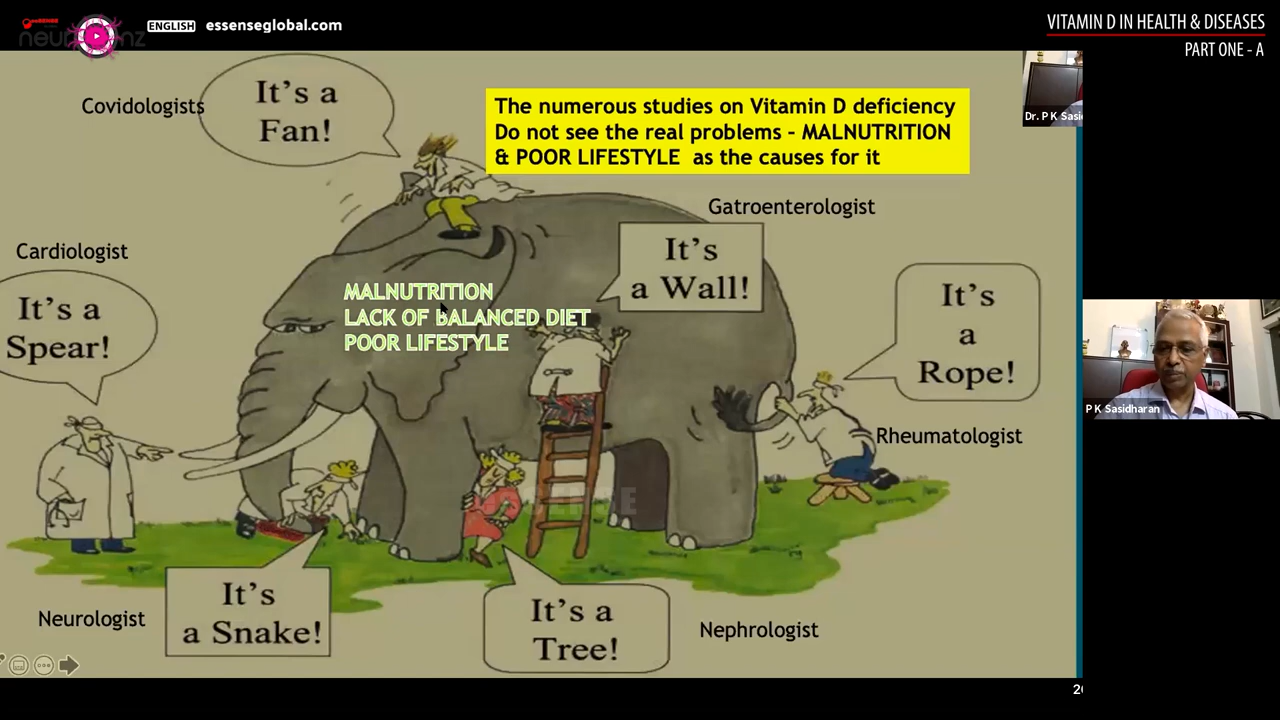 ENGLISH essenseglobal.com
VITAMIN D IN HEALTH & DISEASES
PART ONE - A
Covidologists
It's a
Fan!
The numerous studies on Vitamin D deficiency
Do not see the real problems - MALNUTRITION
& POOR LIFESTYLE as the causes for it
Dr. P K Sasi
Gatroenterologist
Cardiologist
It's
a Wall!
It's a
Spear!
MALNUTRITION
LACK OF BALANCED DIET
POOR LIFESTYLE
It's
a
Rope!
P K Sasidharan
Rheumatologist
Neurologist
It's
a Snake!
It's a
Tree!
Nephrologist